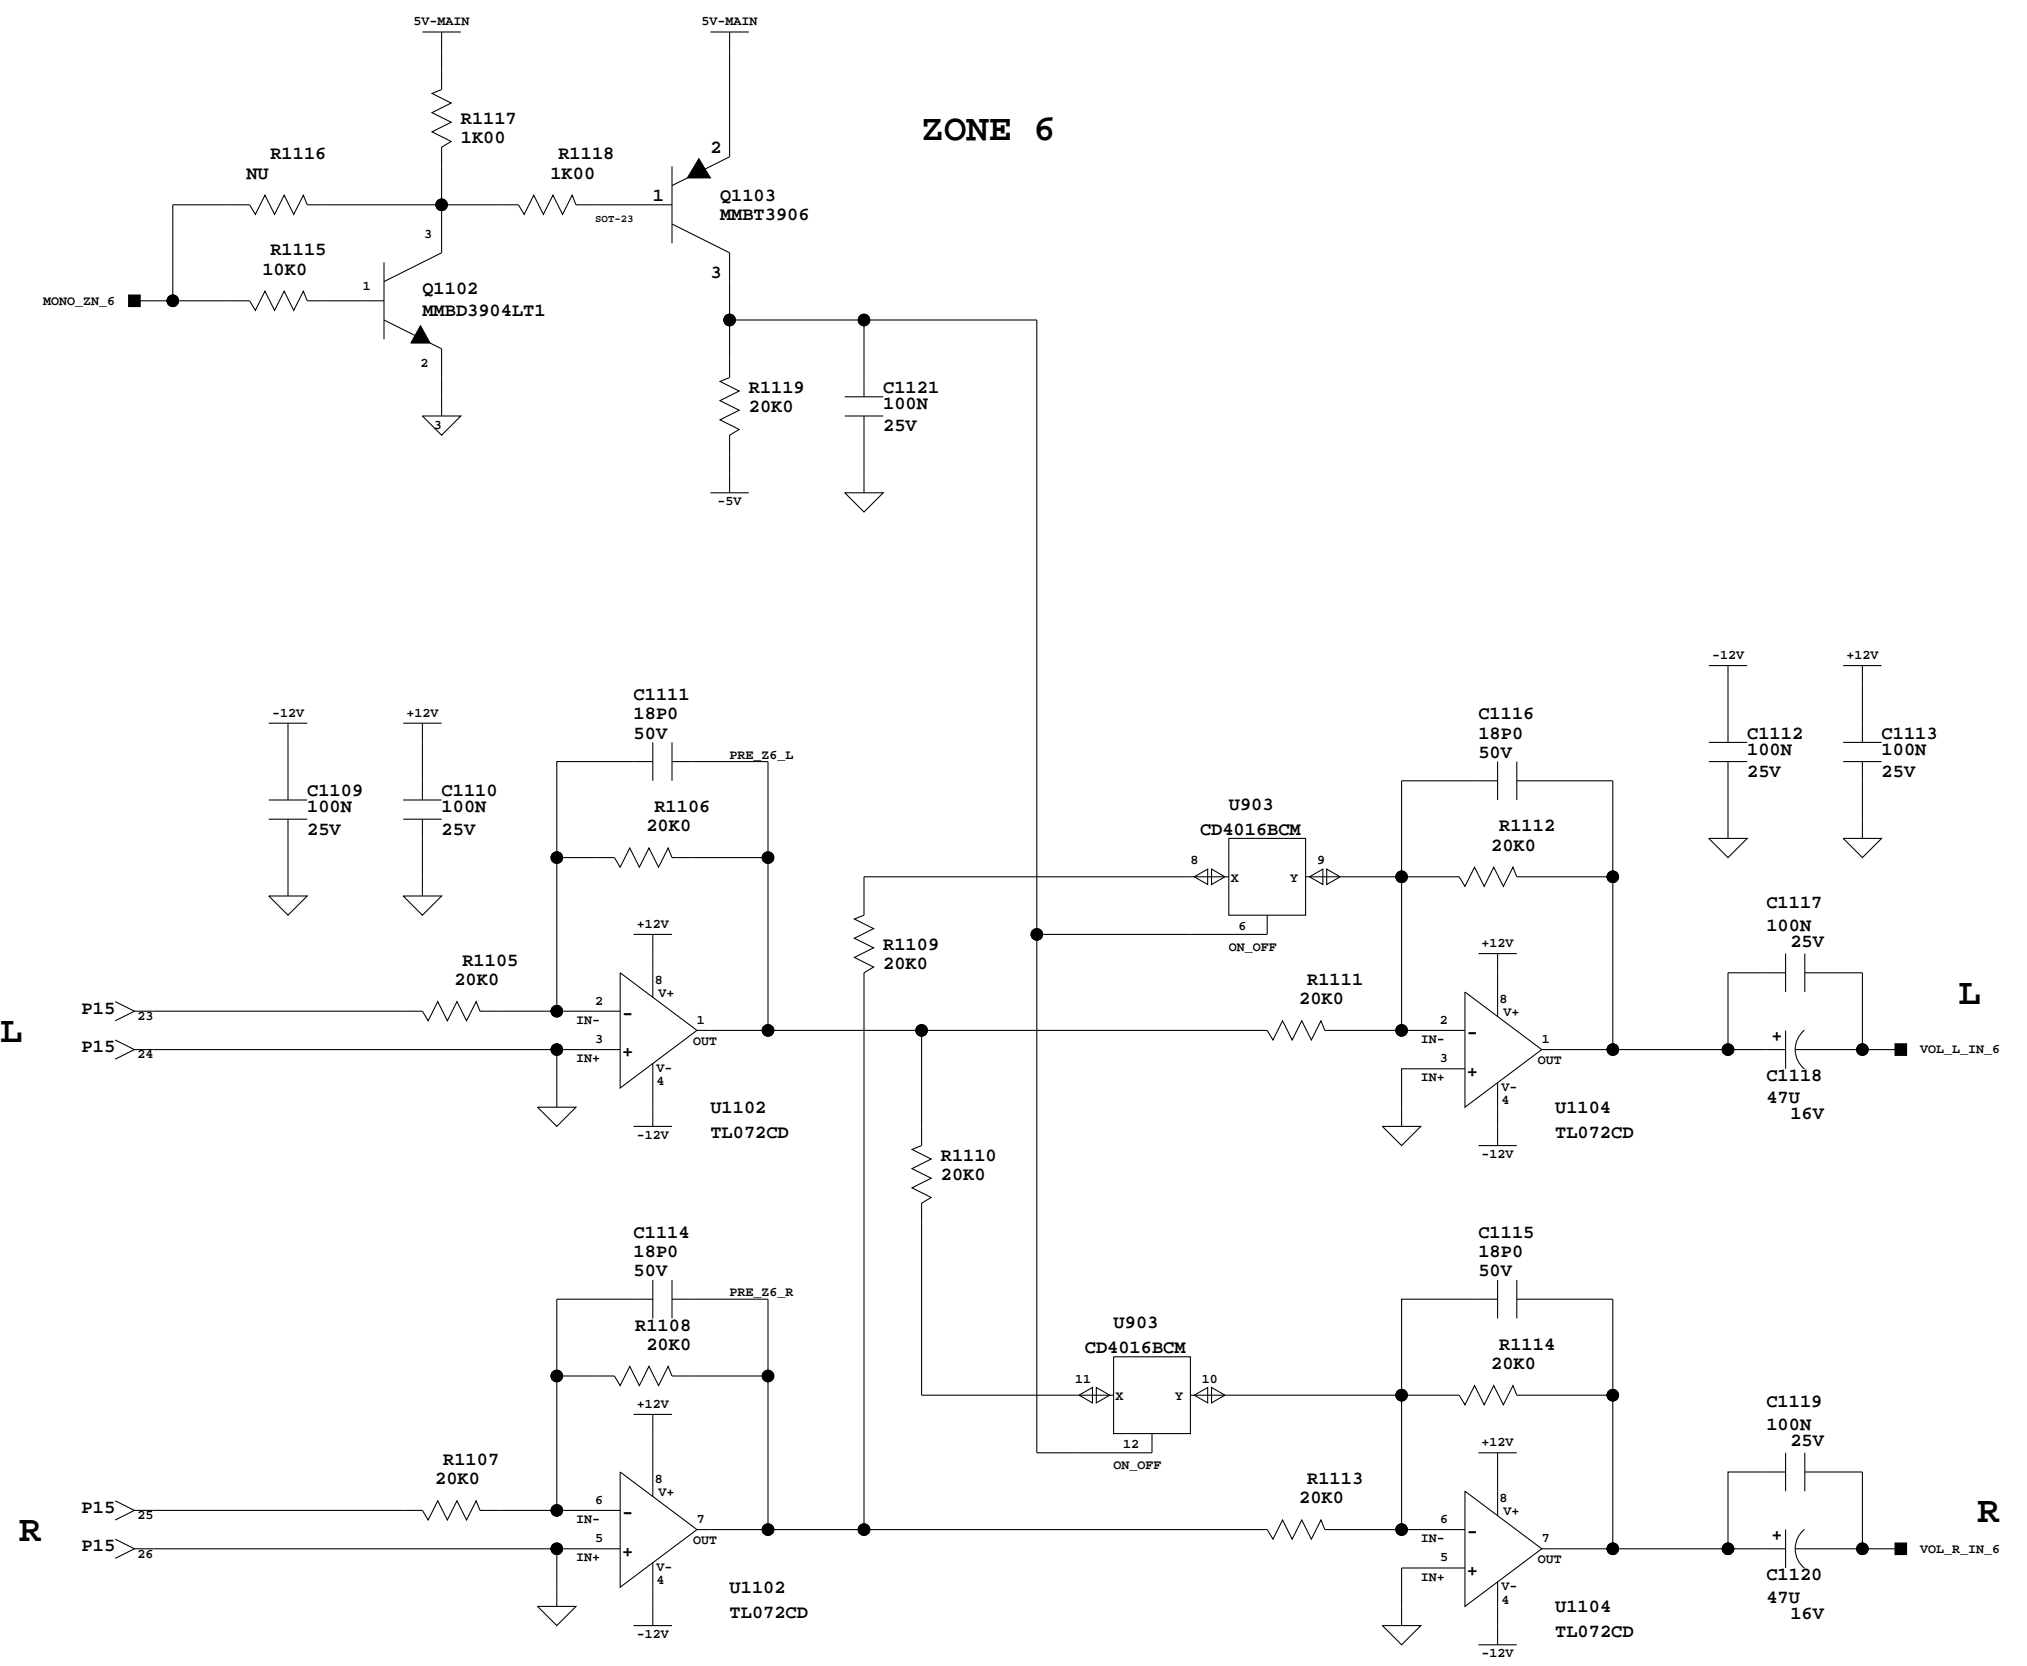 5V-MAIN
5V-MAIN
ZONE 6
R1117
1K00
R1116
NU
R1118
1K00
2
1
SOT-23
Q1103
MMBT3906
3
3
R1115
10K0
MONO_ZN_6
1
Q1102
MMBD3904LT1
2
3
R1119
20K0
C1121
100N
25V
-5V
-12V
+12V
C1109
100N
25V
C1110
100N
25V
C1111
18P0
50V
PRE_Z6_L
R1106
20K0
+12V
8
V+
R1105
20K0
L
P15
23
P15
24
2
IN-
-
3
IN+
+
1
OUT
V-
4
-12V
U1102
TL072CD
R1109
20K0
R1110
20K0
U903
CD4016BCM
8
X
Y
9
6
ON_OFF
C1116
18P0
50V
R1112
20K0
R1111
20K0
+12V
8
V+
2
IN-
-
3
IN+
+
1
OUT
V-
4
-12V
U1104
TL072CD
-12V
+12V
C1112
100N
25V
C1113
100N
25V
C1117
100N
25V
+
C1118
47U
16V
L
VOL_L_IN_6
C1114
18P0
50V
PRE_Z6_R
R1108
20K0
+12V
8
V+
R1107
20K0
R
P15
25
P15
26
6
IN-
-
5
IN+
+
7
OUT
V-
4
-12V
U1102
TL072CD
U903
CD4016BCM
11
X
Y
10
12
ON_OFF
C1115
18P0
50V
R1114
20K0
R1113
20K0
+12V
8
V+
6
IN-
-
5
IN+
+
7
OUT
V-
4
-12V
U1104
TL072CD
C1119
100N
25V
+
C1120
47U
16V
R
VOL_R_IN_6